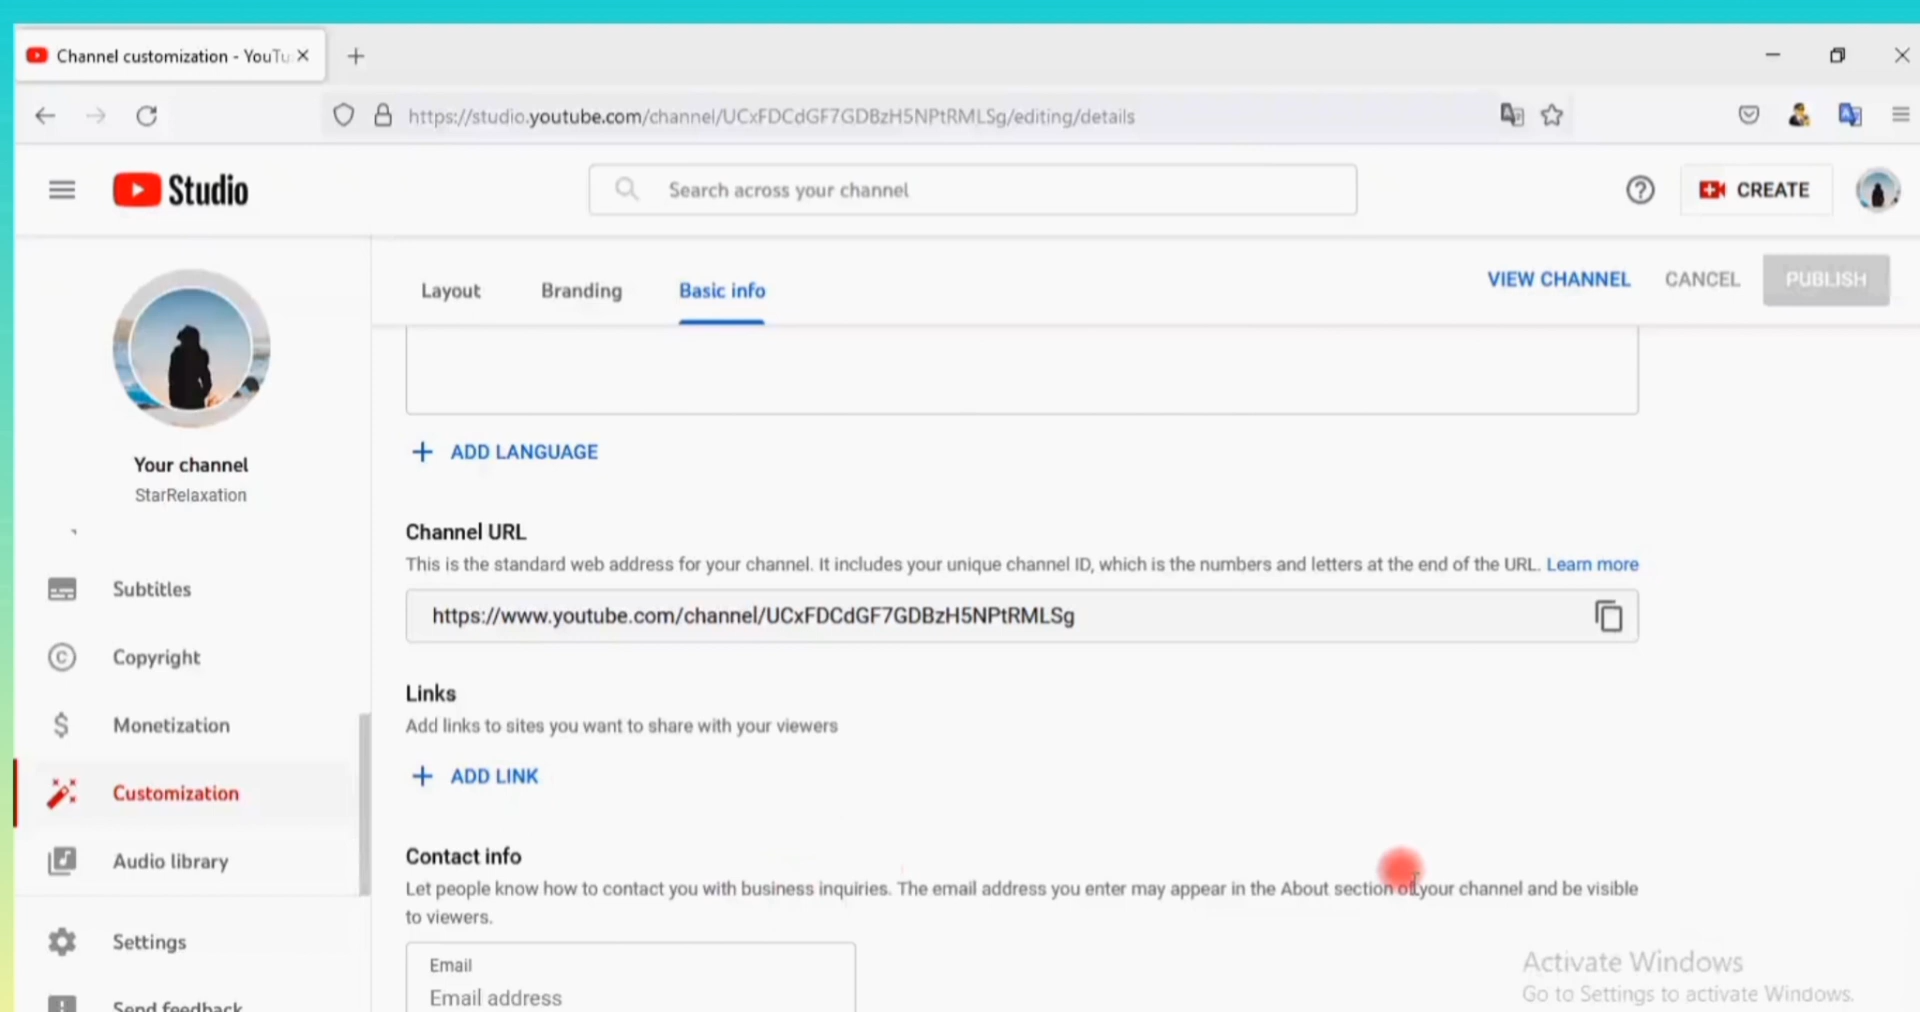 Channel customization - YouTu
https://studio.youtube.com/channel/UCxFDCdGF7GDBzH5NPtRMLSg/editing/details
Studio
Search across your channel
CREATE
Layout
Branding
Basic info
VIEW CHANNEL
CANCEL
PUBLISH
Your channel
StarRelaxation
Subtitles
Copyright
Monetization
Customization
Audio library
Settings
Send feedback
+ ADD LANGUAGE
Channel URL
This is the standard web address for your channel. It includes your unique channel ID, which is the numbers and letters at the end of the URL. Learn more
https://www.youtube.com/channel/UCxFDCdGF7GDBzH5NPtRMLSg
Links
Add links to sites you want to share with your viewers
+ ADD LINK
Contact info
Let people know how to contact you with business inquiries. The email address you enter may appear in the About section of your channel and be visible
to viewers.
Email
Email address
Activate Windows
Go to Settings to activate Windows.